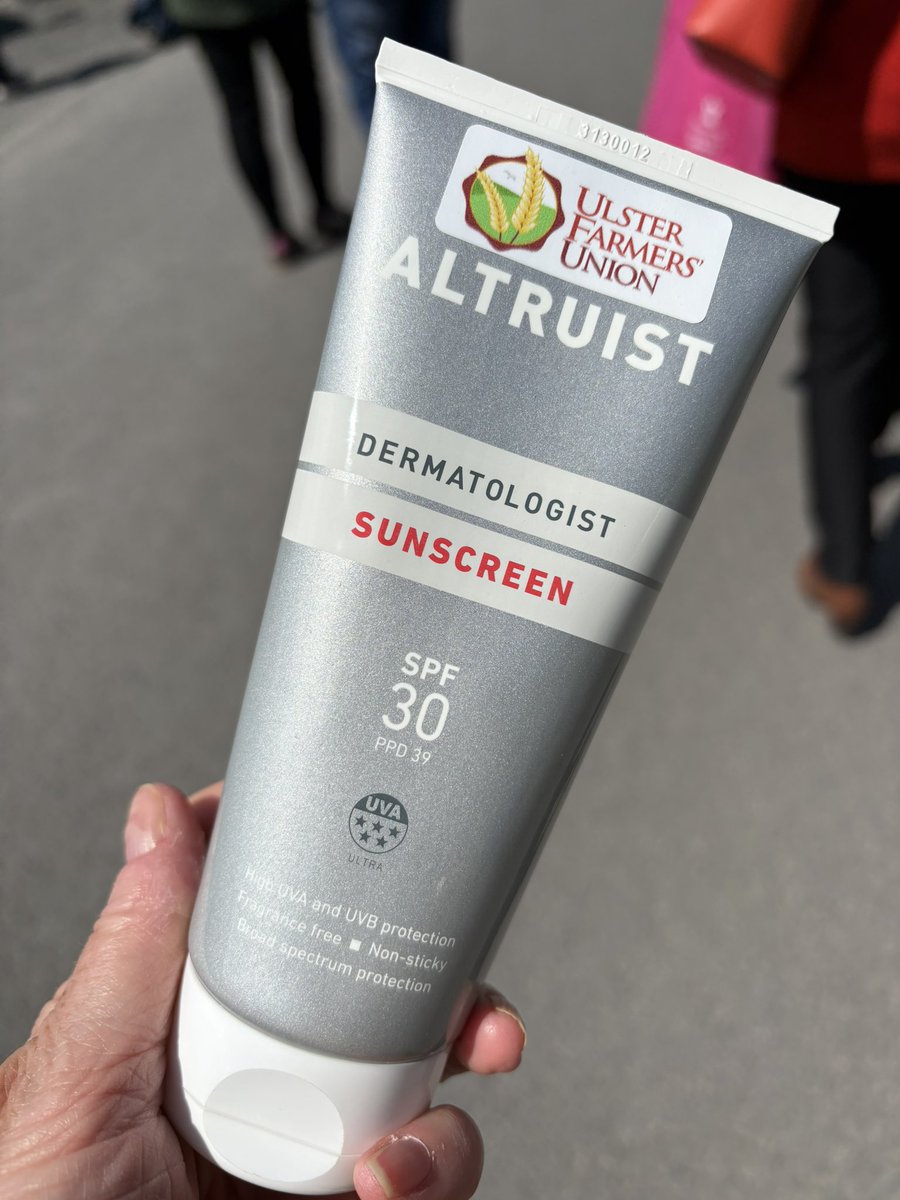 3130012
ULSTER
FARMERS'
UNION
ALTRUIST
DERMATOLOGIST
SUNSCREEN
SPF
30
PPD 39
UVA
ULTRA
High UVA and UVB protection
Fragrance free ■ Non-sticky
Broad spectrum protection